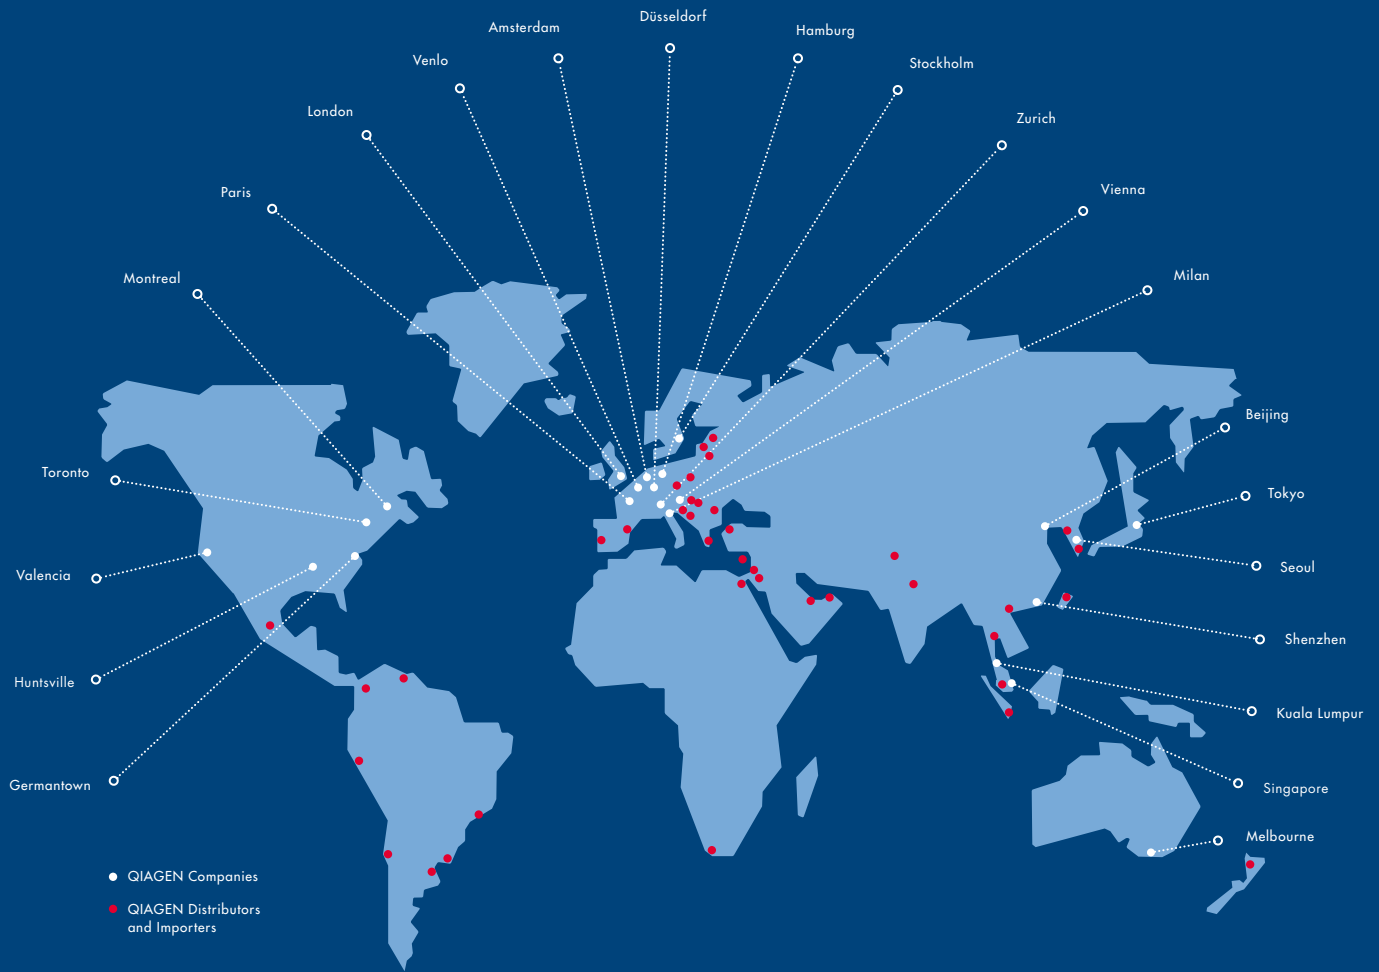 Düsseldorf
Amsterdam
Hamburg
Venlo
Stockholm
London
Zurich
Paris
Vienna
Montreal
Milan
Beijing
Toronto
Tokyo
Valencia
Seoul
Shenzhen
Huntsville
Kuala Lumpur
Germantown
Singapore
Melbourne
QIAGEN Companies
QIAGEN Distributors
and Importers